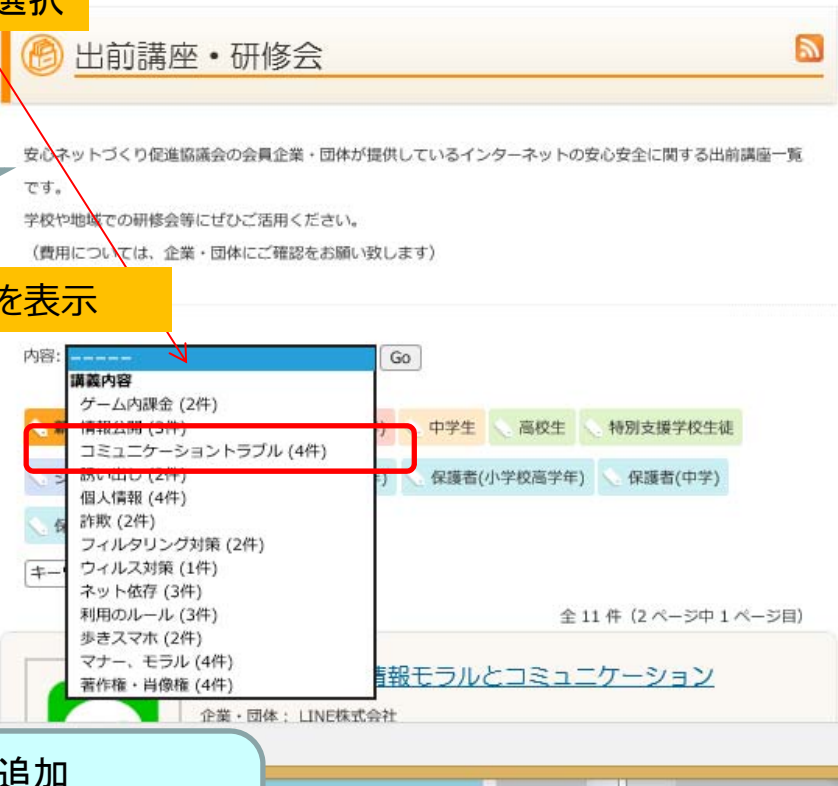 選択
出前講座・研修会
安心ネットづくり促進協議会の会員企業・団体が提供しているインターネットの安心安全に関する出前講座一覧
です。
学校や地域での研修会等にぜひご活用ください。
（費用については、企業・団体にご確認をお願い致します）
を表示
内容: ----- Go
講義内容
ゲーム内課金 (2件)
情報公開 (3件)
コミュニケーショントラブル (4件)
誘い出し (2件)
個人情報 (4件)
詐欺 (2件)
フィルタリング対策 (2件)
ウィルス対策 (1件)
ネット依存 (3件)
利用のルール (3件)
歩きスマホ (2件)
マナー、モラル (4件)
著作権・肖像権 (4件)
中学生 高校生 特別支援学校生徒
保護者(小学校高学年) 保護者(中学)
保
キー
全 11 件（2 ページ中 1 ページ目）
情報モラルとコミュニケーション
企業・団体： LINE株式会社
追加